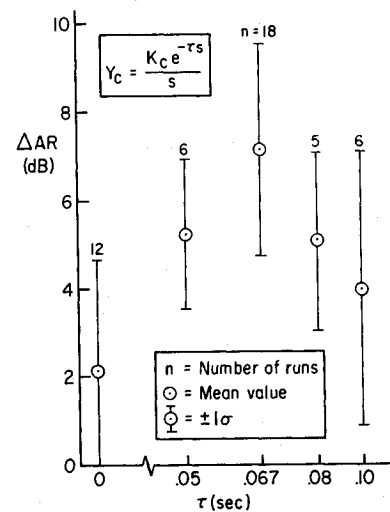 10
n=18
Y_C = K_C e^{-τs} / s
8
ΔAR
(dB)
6
5
6
6
12
4
n = Number of runs
⊙ = Mean value
= ±1σ
2
0
0
.05
.067
.08
.10
τ(sec)